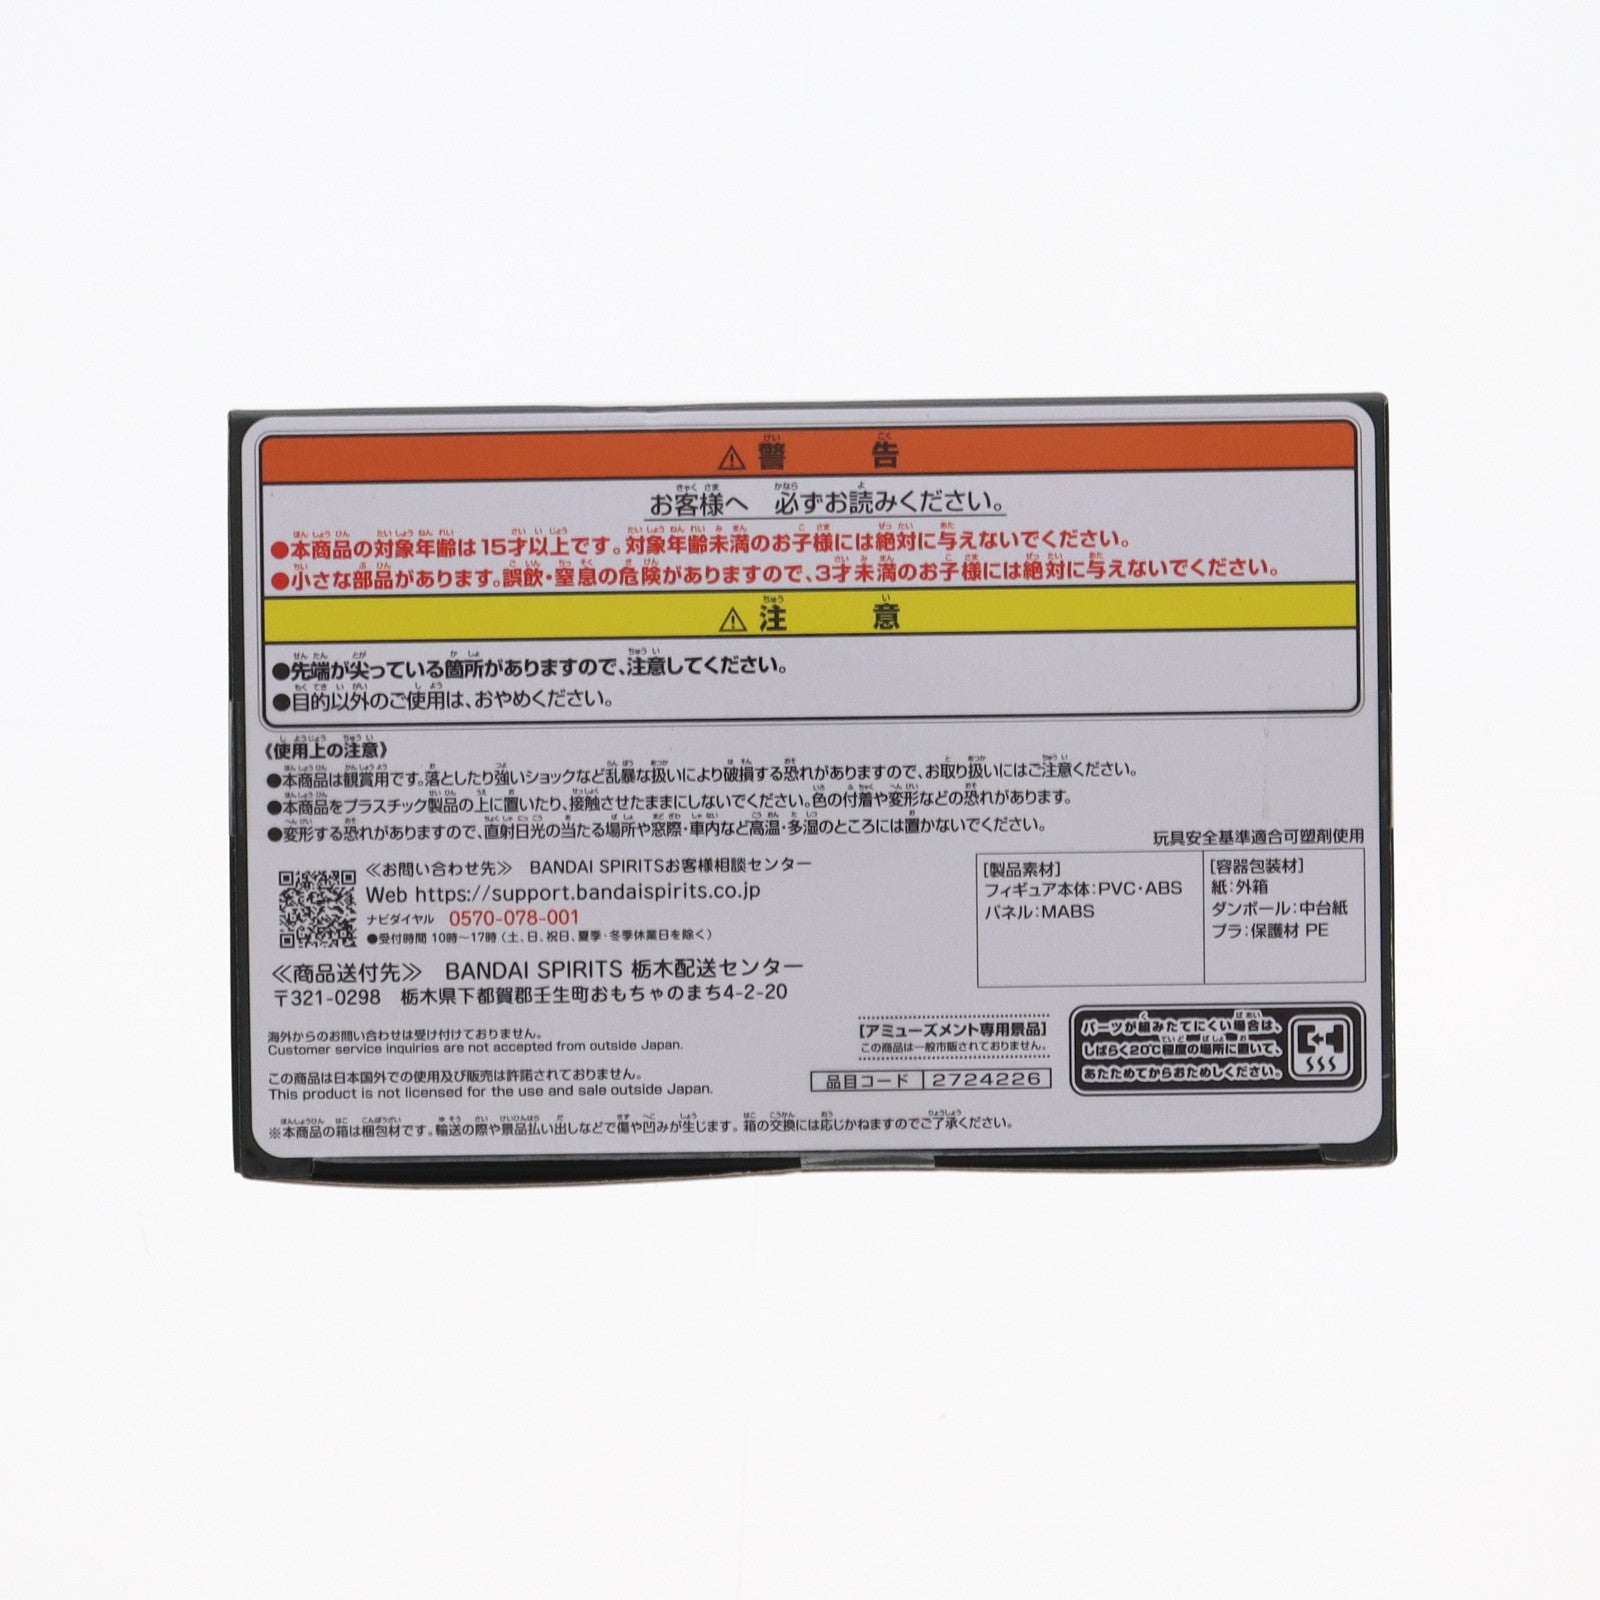 ⚠警告
お客様へ 必ずお読みください。
●本商品の対象年齢は15才以上です。対象年齢未満のお子様には絶対に与えないでください。
●小さな部品があります。誤飲・窒息の危険がありますので、3才未満のお子様には絶対に与えないでください。
⚠注意
●先端が尖っている箇所がありますので、注意してください。
●目的以外のご使用は、おやめください。
《使用上の注意》
●本商品は観賞用です。落としたり強いショックなど乱暴な扱いにより破損する恐れがありますので、お取り扱いにはご注意ください。
●本商品をプラスチック製品の上に置いたり、接触させたままにしないでください。色の付着や変形などの恐れがあります。
●変形する恐れがありますので、直射日光の当たる場所や窓際・車内など高温・多湿のところには置かないでください。
玩具安全基準適合可塑剤使用
≪お問い合わせ先≫ BANDAI SPIRITSお客様相談センター
Web https://support.bandaispirits.co.jp
ナビダイヤル 0570-078-001
●受付時間 10時～17時（土、日、祝日、夏季・冬季休業日を除く）
≪商品送付先≫ BANDAI SPIRITS 栃木配送センター
〒321-0298 栃木県下都賀郡壬生町おもちゃのまち4-2-20
[製品素材]
フィギュア本体：PVC・ABS
パネル：MABS
[容器包装材]
紙：外箱
ダンボール：中台紙
プラ：保護材 PE
海外からのお問い合わせは受け付けておりません。
Customer service inquiries are not accepted from outside Japan.
この商品は日本国外での使用及び販売は許諾されておりません。
This product is not licensed for the use and sale outside Japan.
[アミューズメント専用景品]
この商品は一般市販されておりません。
品目コード 2724226
パーツが組みたてにくい場合は、
しばらく20℃程度の場所に置いて、
あたためてからおためしください。
※本商品の箱は梱包材です。輸送の際や景品払い出しなどで傷や凹みが生じます。箱の交換には応じかねますのでご了承ください。